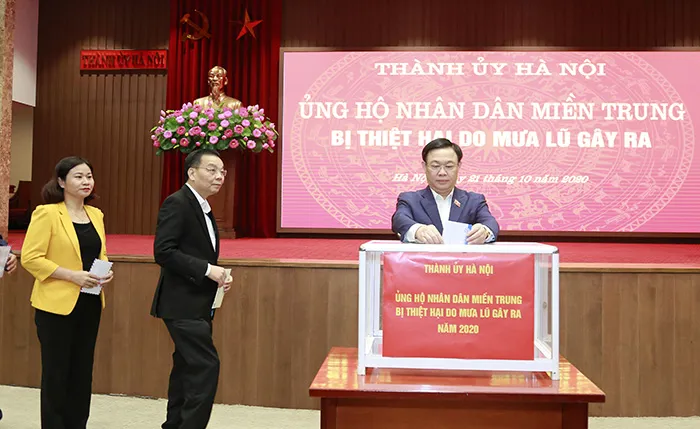 THÀNH ỦY HÀ NỘI
THÀNH ỦY HÀ NỘI
ỦNG HỘ NHÂN DÂN MIỀN TRUNG
BỊ THIỆT HẠI DO MƯA LŨ GÂY RA
Hà N y 21 tháng 10 năm 2020
THÀNH ỦY HÀ NỘI
ỦNG HỘ NHÂN DÂN MIỀN TRUNG
BỊ THIỆT HẠI DO MƯA LŨ GÂY RA
NĂM 2020